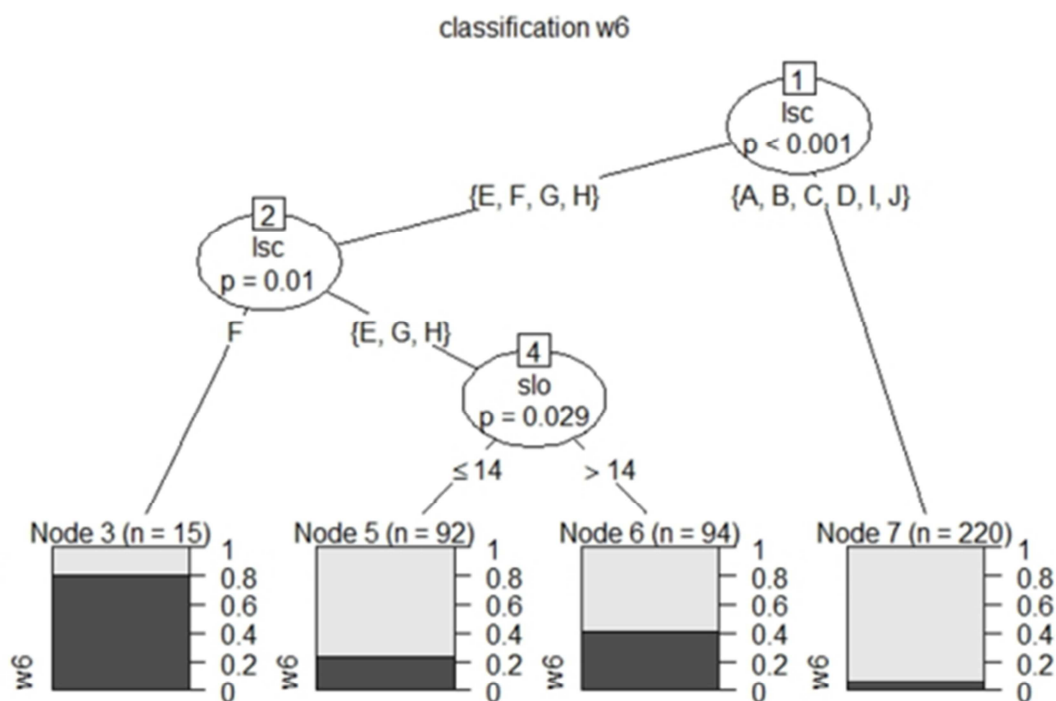 classification w6
1
lsc
p < 0.001
{E, F, G, H}
{A, B, C, D, I, J}
2
lsc
p = 0.01
F
{E, G, H}
4
slo
p = 0.029
≤ 14
> 14
Node 3 (n = 15)
Node 5 (n = 92)
Node 6 (n = 94)
Node 7 (n = 220)
w6
1
0.8
0.6
0.4
0.2
0
w6
1
0.8
0.6
0.4
0.2
0
w6
1
0.8
0.6
0.4
0.2
0
w6
1
0.8
0.6
0.4
0.2
0